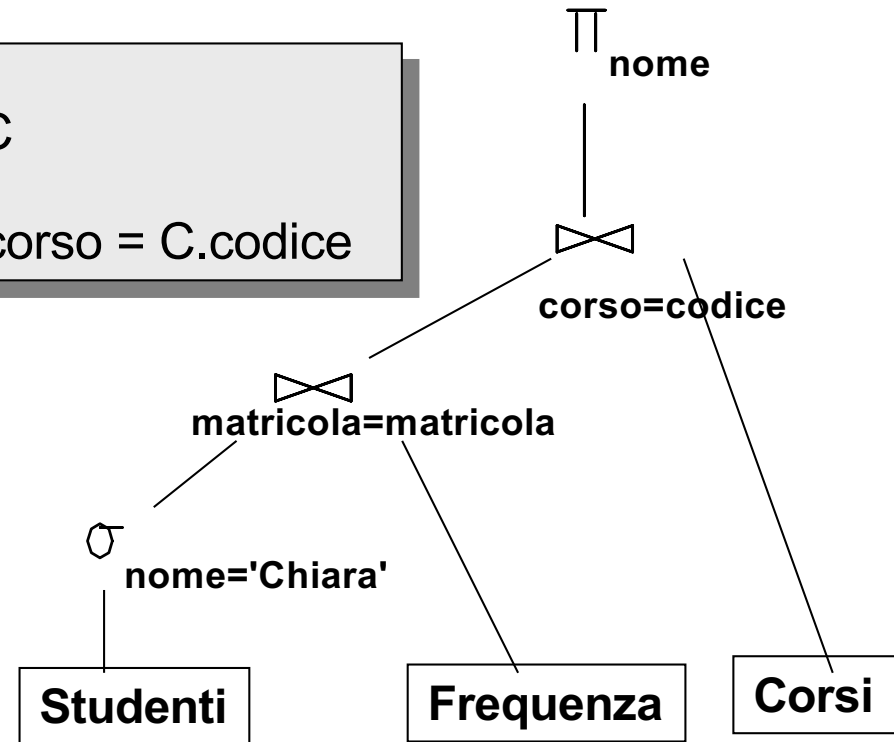 nome
C
corso = C.codice
corso=codice
matricola=matricola
nome='Chiara'
Studenti
Frequenza
Corsi